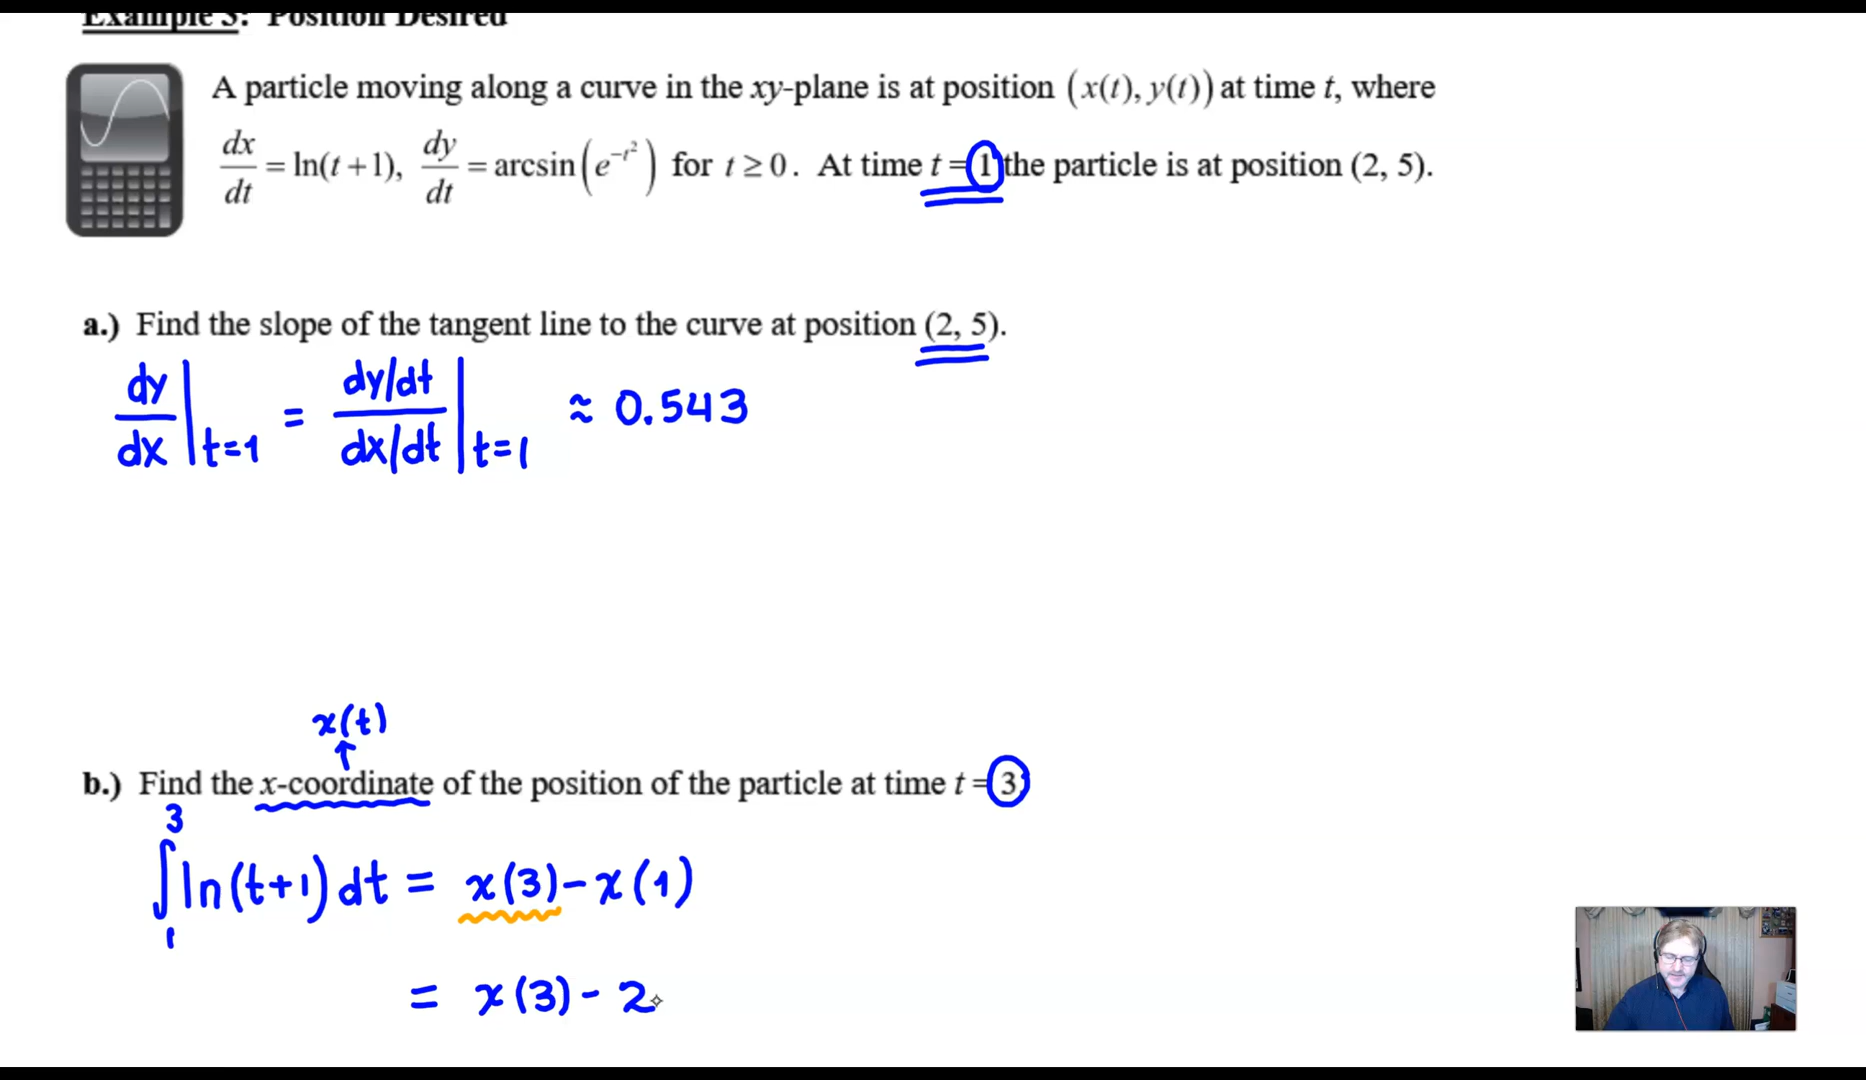 Example 3: Position Desired
A particle moving along a curve in the xy-plane is at position (x(t), y(t)) at time t, where
dx/dt = ln(t + 1), dy/dt = arcsin(e^(-t^2)) for t ≥ 0. At time t = 1 the particle is at position (2, 5).
a.) Find the slope of the tangent line to the curve at position (2, 5).
dy/dx |t=1 = (dy/dt)/(dx/dt) |t=1 ≈ 0.543
x(t)
↑
b.) Find the x-coordinate of the position of the particle at time t = 3
∫₁³ ln(t+1) dt = x(3) - x(1)
= x(3) - 2